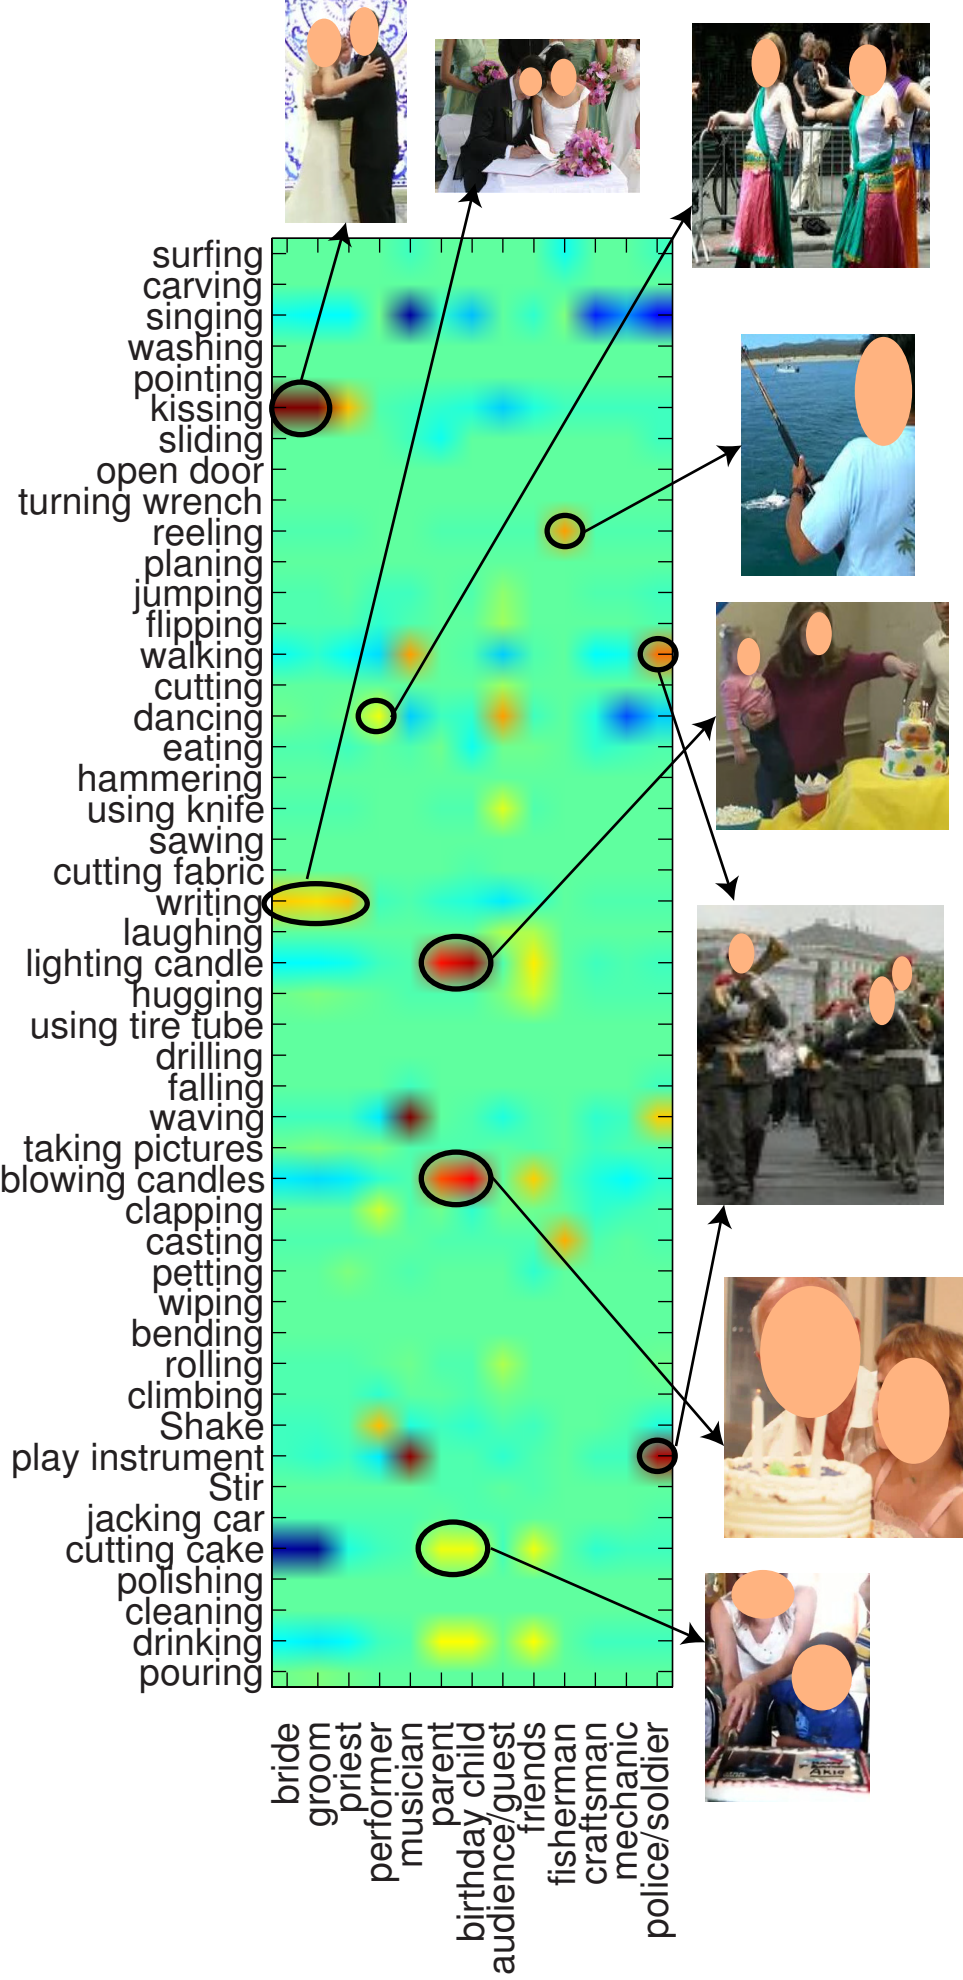 surfing
carving
singing
washing
pointing
kissing
sliding
open door
turning wrench
reeling
planing
jumping
flipping
walking
cutting
dancing
eating
hammering
using knife
sawing
cutting fabric
writing
laughing
lighting candle
hugging
using tire tube
drilling
falling
waving
taking pictures
blowing candles
clapping
casting
petting
wiping
bending
rolling
climbing
Shake
play instrument
Stir
jacking car
cutting cake
polishing
cleaning
drinking
pouring
bride
groom
priest
performer
musician
parent
birthday child
audience/guest
friends
fisherman
craftsman
mechanic
police/soldier